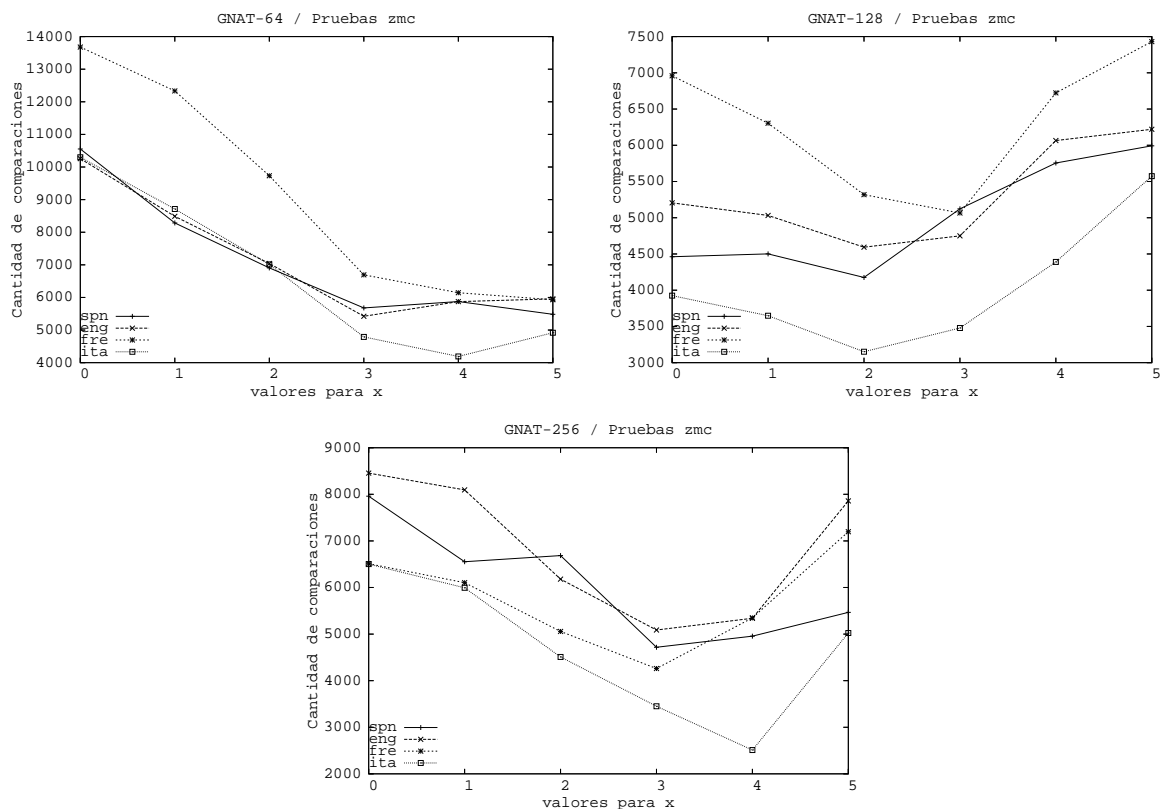 GNAT-64 / Pruebas zmc
14000
13000
12000
11000
10000
9000
8000
7000
6000
5000
4000
Cantidad de comparaciones
spn
eng
fre
ita
0 1 2 3 4 5
valores para x
GNAT-128 / Pruebas zmc
7500
7000
6500
6000
5500
5000
4500
4000
3500
3000
Cantidad de comparaciones
spn
eng
fre
ita
0 1 2 3 4 5
valores para x
GNAT-256 / Pruebas zmc
9000
8000
7000
6000
5000
4000
3000
2000
Cantidad de comparaciones
spn
eng
fre
ita
0 1 2 3 4 5
valores para x